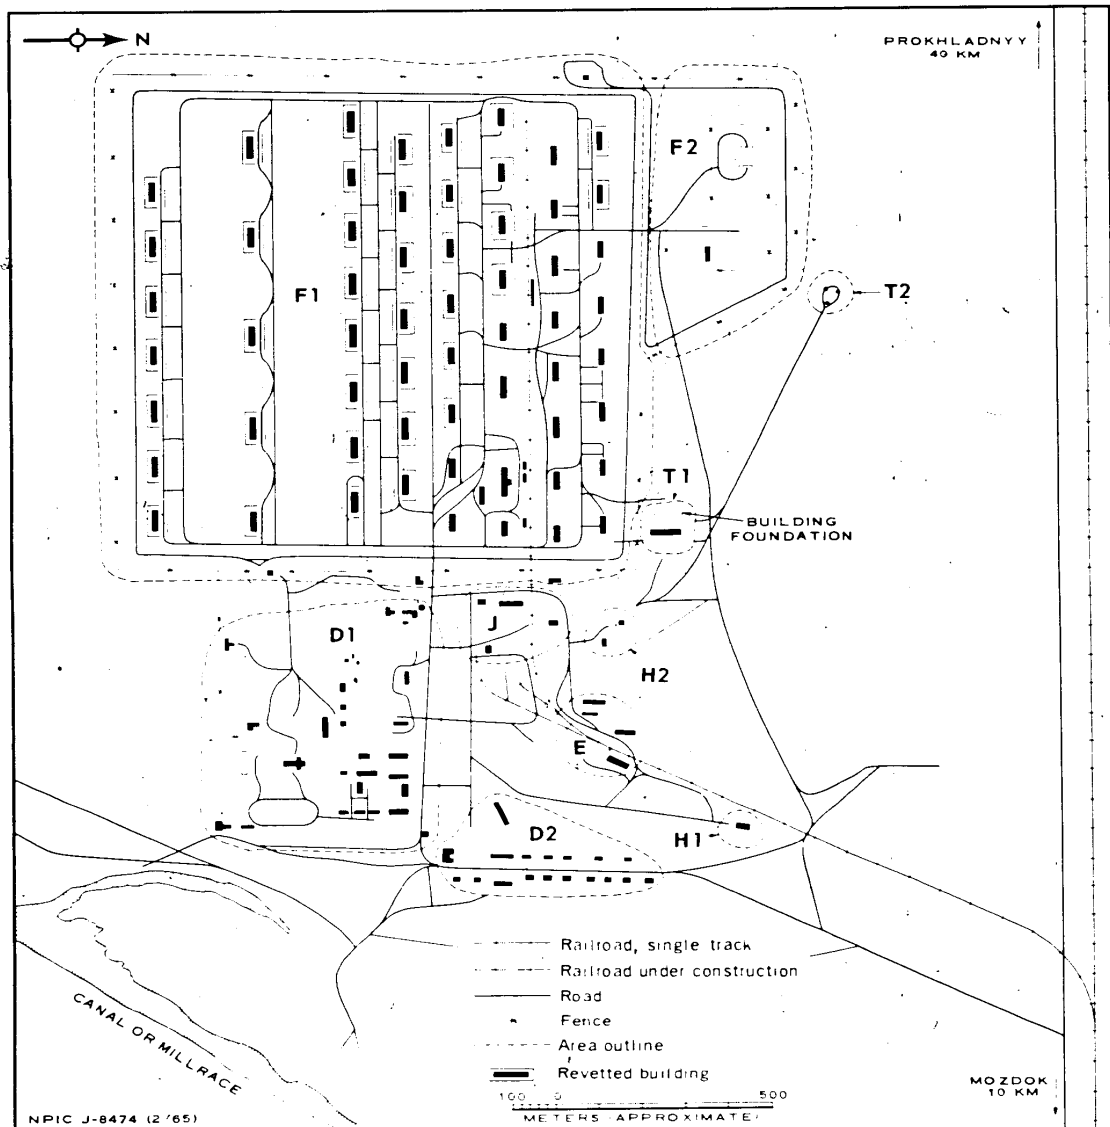 N
PROKHLADNYY
49 KM
F2
F1
T2
T1
BUILDING
FOUNDATION
J
D1
H2
E
D2
H1
Railroad, single track
Railroad under construction
Road
Fence
Area outline
Revetted building
CANAL OR MILLRACE
100 0 500
METERS (APPROXIMATE)
MOZDOK
10 KM
NPIC J-8474 (2/65)